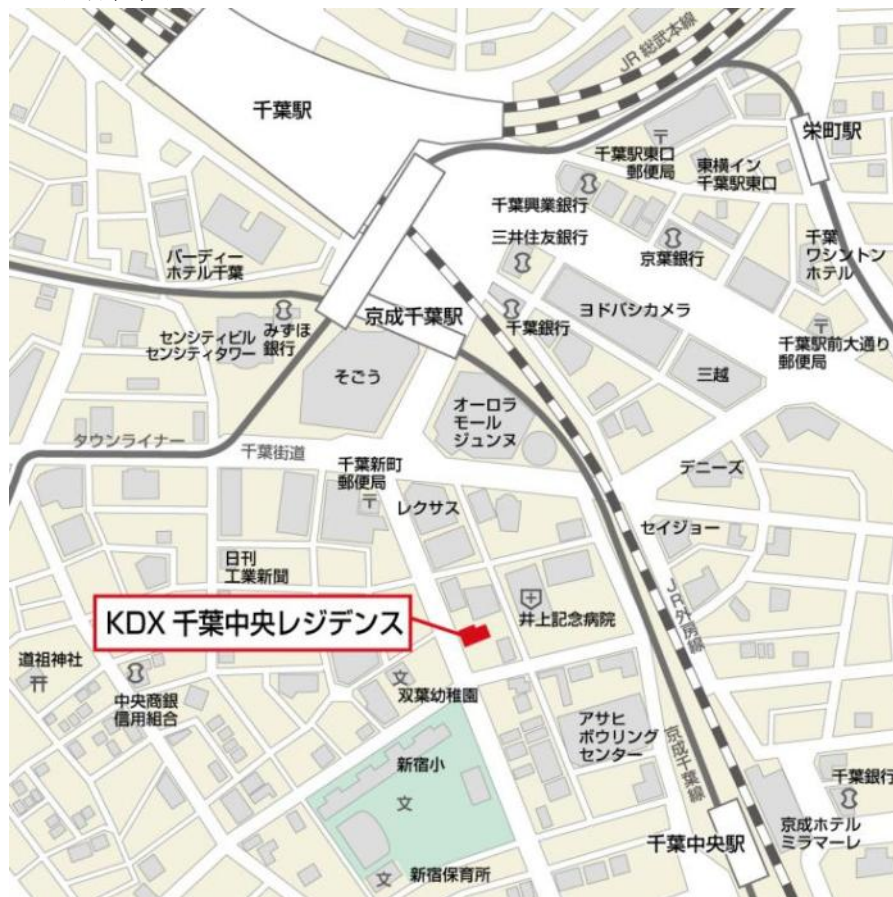 JR 総武本線
千葉駅
栄町駅
千葉駅東口
郵便局
東横イン
千葉駅東口
千葉興業銀行
三井住友銀行
京葉銀行
千葉
ワシントン
ホテル
バーディー
ホテル千葉
京成千葉駅
千葉銀行
ヨドバシカメラ
センシティビル
センシティタワー
みずほ
銀行
千葉駅前大通り
郵便局
そごう
三越
オーロラ
モール
ジュンヌ
タウンライナー
千葉街道
千葉新町
郵便局
デニーズ
レクサス
セイジョー
日刊
工業新聞
JR外房線
KDX 千葉中央レジデンス
井上記念病院
道祖神社
中央商銀
信用組合
双葉幼稚園
アサヒ
ボウリング
センター
京成千葉線
新宿小
文
文
千葉銀行
千葉中央駅
京成ホテル
ミラマーレ
新宿保育所
文